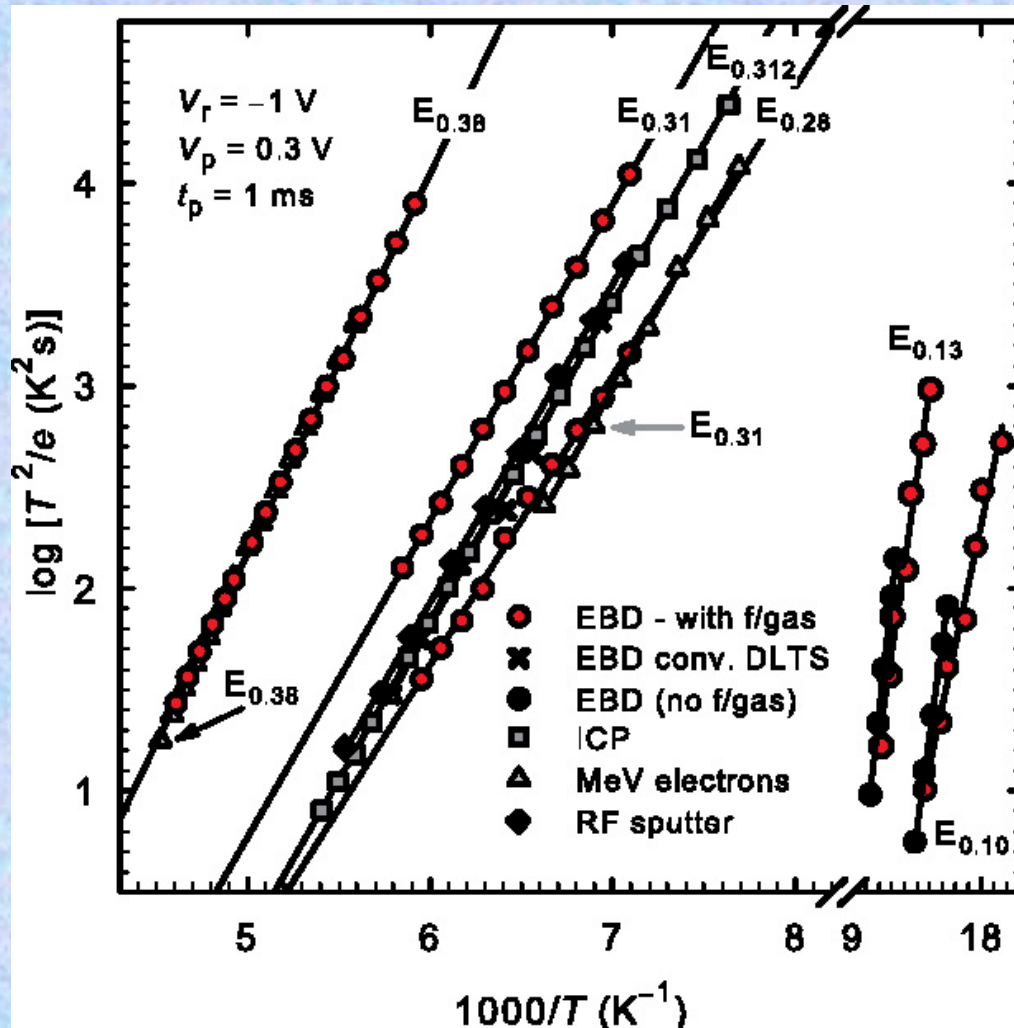 V_r = −1 V
V_p = 0.3 V
t_p = 1 ms
E_0.38
E_0.31
E_0.312
E_0.28
E_0.13
E_0.31
E_0.38
E_0.10
EBD - with f/gas
EBD conv. DLTS
EBD (no f/gas)
ICP
MeV electrons
RF sputter
log [T^2/e (K^2s)]
4
3
2
1
5 6 7 8 9 18
1000/T (K^−1)